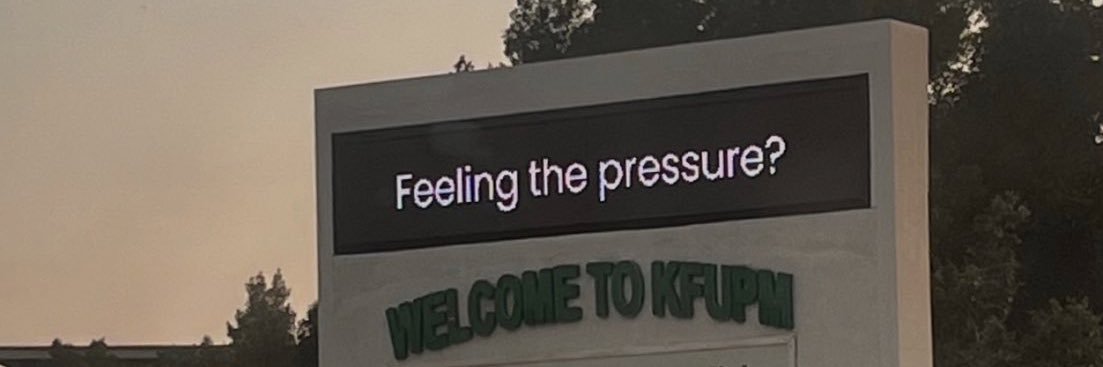 Feeling the pressure?
WELCOME TO KFUPM